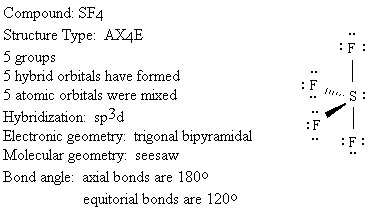 Compound: SF4
Structure Type: AX4E
5 groups
5 hybrid orbitals have formed
5 atomic orbitals were mixed
Hybridization: sp3d
Electronic geometry: trigonal bipyramidal
Molecular geometry: seesaw
Bond angle: axial bonds are 180o
equitorial bonds are 120o
:F:
:F
S:
:F
:F: